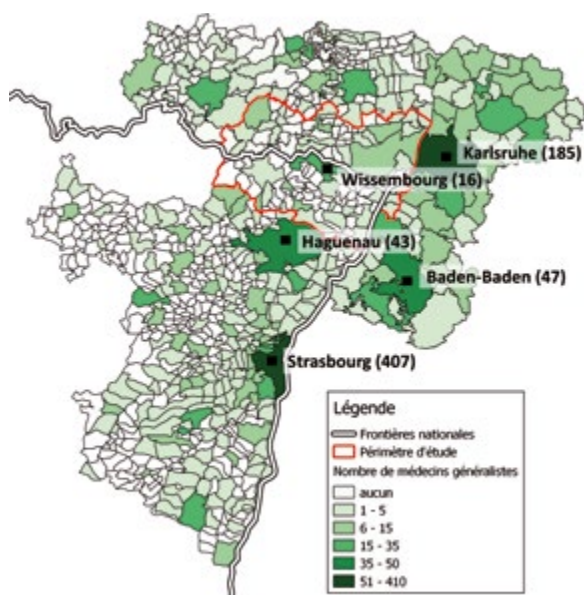 Karlsruhe (185)
Wissembourg (16)
Haguenau (43)
Baden-Baden (47)
Strasbourg (407)
Légende
Frontières nationales
Périmètre d'étude
Nombre de médecins généralistes
aucun
1 - 5
6 - 15
15 - 35
35 - 50
51 - 410